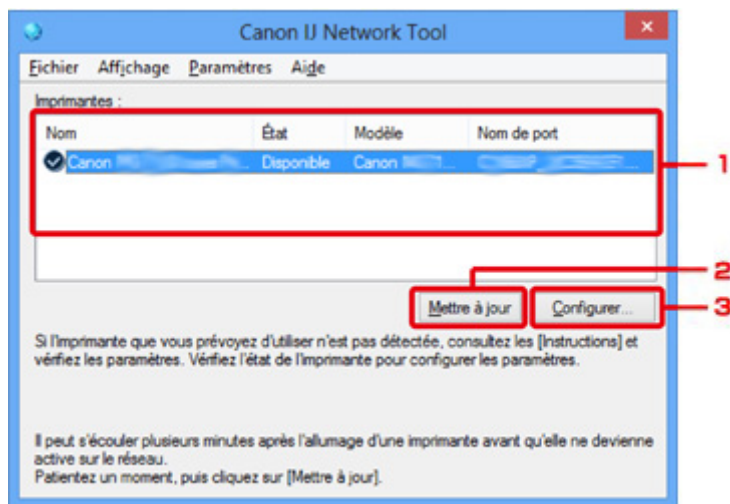 Canon IJ Network Tool
Fichier Affichage Paramètres Aide
Imprimantes :
Nom État Modèle Nom de port
Canon ... Disponible Canon ... ...
1
2
Mettre à jour Configurer... 3
Si l'imprimante que vous prévoyez d'utiliser n'est pas détectée, consultez les [Instructions] et
vérifiez les paramètres. Vérifiez l'état de l'imprimante pour configurer les paramètres.
Il peut s'écouler plusieurs minutes après l'allumage d'une imprimante avant qu'elle ne devienne
active sur le réseau.
Patientez un moment, puis cliquez sur [Mettre à jour].